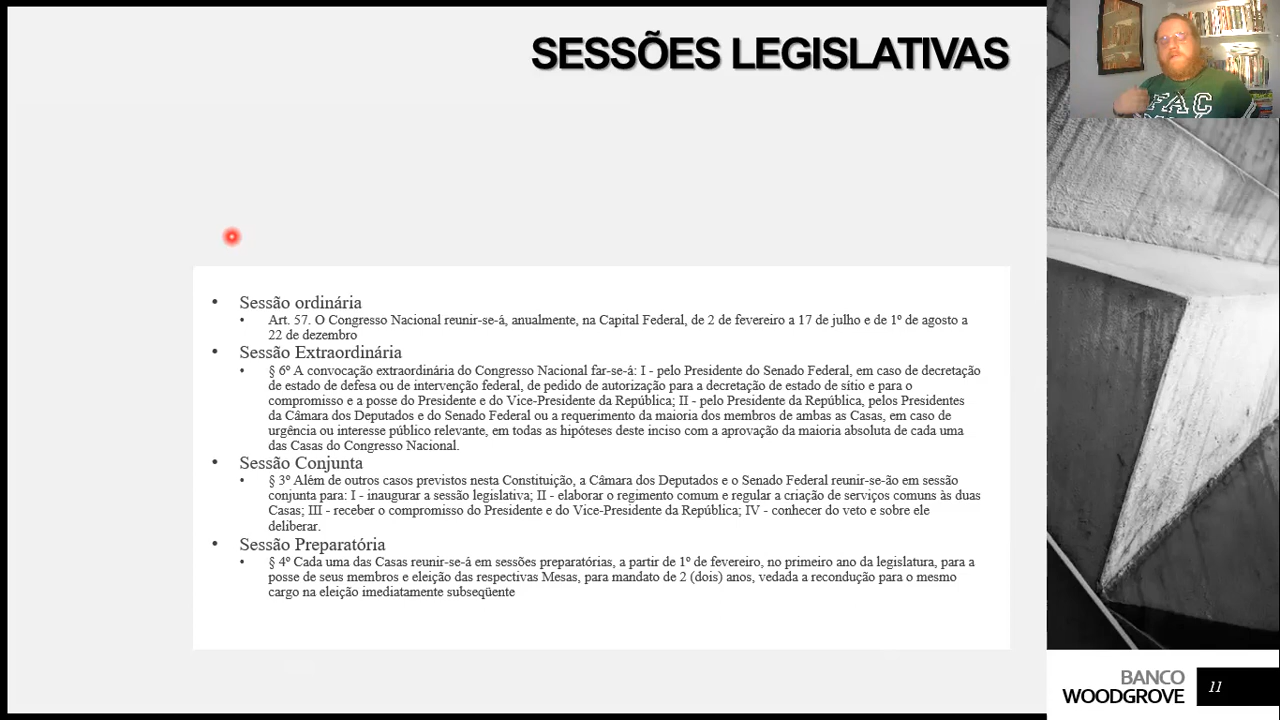 SESSÕES LEGISLATIVAS
• Sessão ordinária
• Art. 57. O Congresso Nacional reunir-se-á, anualmente, na Capital Federal, de 2 de fevereiro a 17 de julho e de 1º de agosto a
22 de dezembro
• Sessão Extraordinária
• § 6º A convocação extraordinária do Congresso Nacional far-se-á: I - pelo Presidente do Senado Federal, em caso de decretação
de estado de defesa ou de intervenção federal, de pedido de autorização para a decretação de estado de sítio e para o
compromisso e a posse do Presidente e do Vice-Presidente da República; II - pelo Presidente da República, pelos Presidentes
da Câmara dos Deputados e do Senado Federal ou a requerimento da maioria dos membros de ambas as Casas, em caso de
urgência ou interesse público relevante, em todas as hipóteses deste inciso com a aprovação da maioria absoluta de cada uma
das Casas do Congresso Nacional.
• Sessão Conjunta
• § 3º Além de outros casos previstos nesta Constituição, a Câmara dos Deputados e o Senado Federal reunir-se-ão em sessão
conjunta para: I - inaugurar a sessão legislativa; II - elaborar o regimento comum e regular a criação de serviços comuns às duas
Casas; III - receber o compromisso do Presidente e do Vice-Presidente da República; IV - conhecer do veto e sobre ele
deliberar.
• Sessão Preparatória
• § 4º Cada uma das Casas reunir-se-á em sessões preparatórias, a partir de 1º de fevereiro, no primeiro ano da legislatura, para a
posse de seus membros e eleição das respectivas Mesas, para mandato de 2 (dois) anos, vedada a recondução para o mesmo
cargo na eleição imediatamente subseqüente
FAC
BANCO
WOODGROVE
11